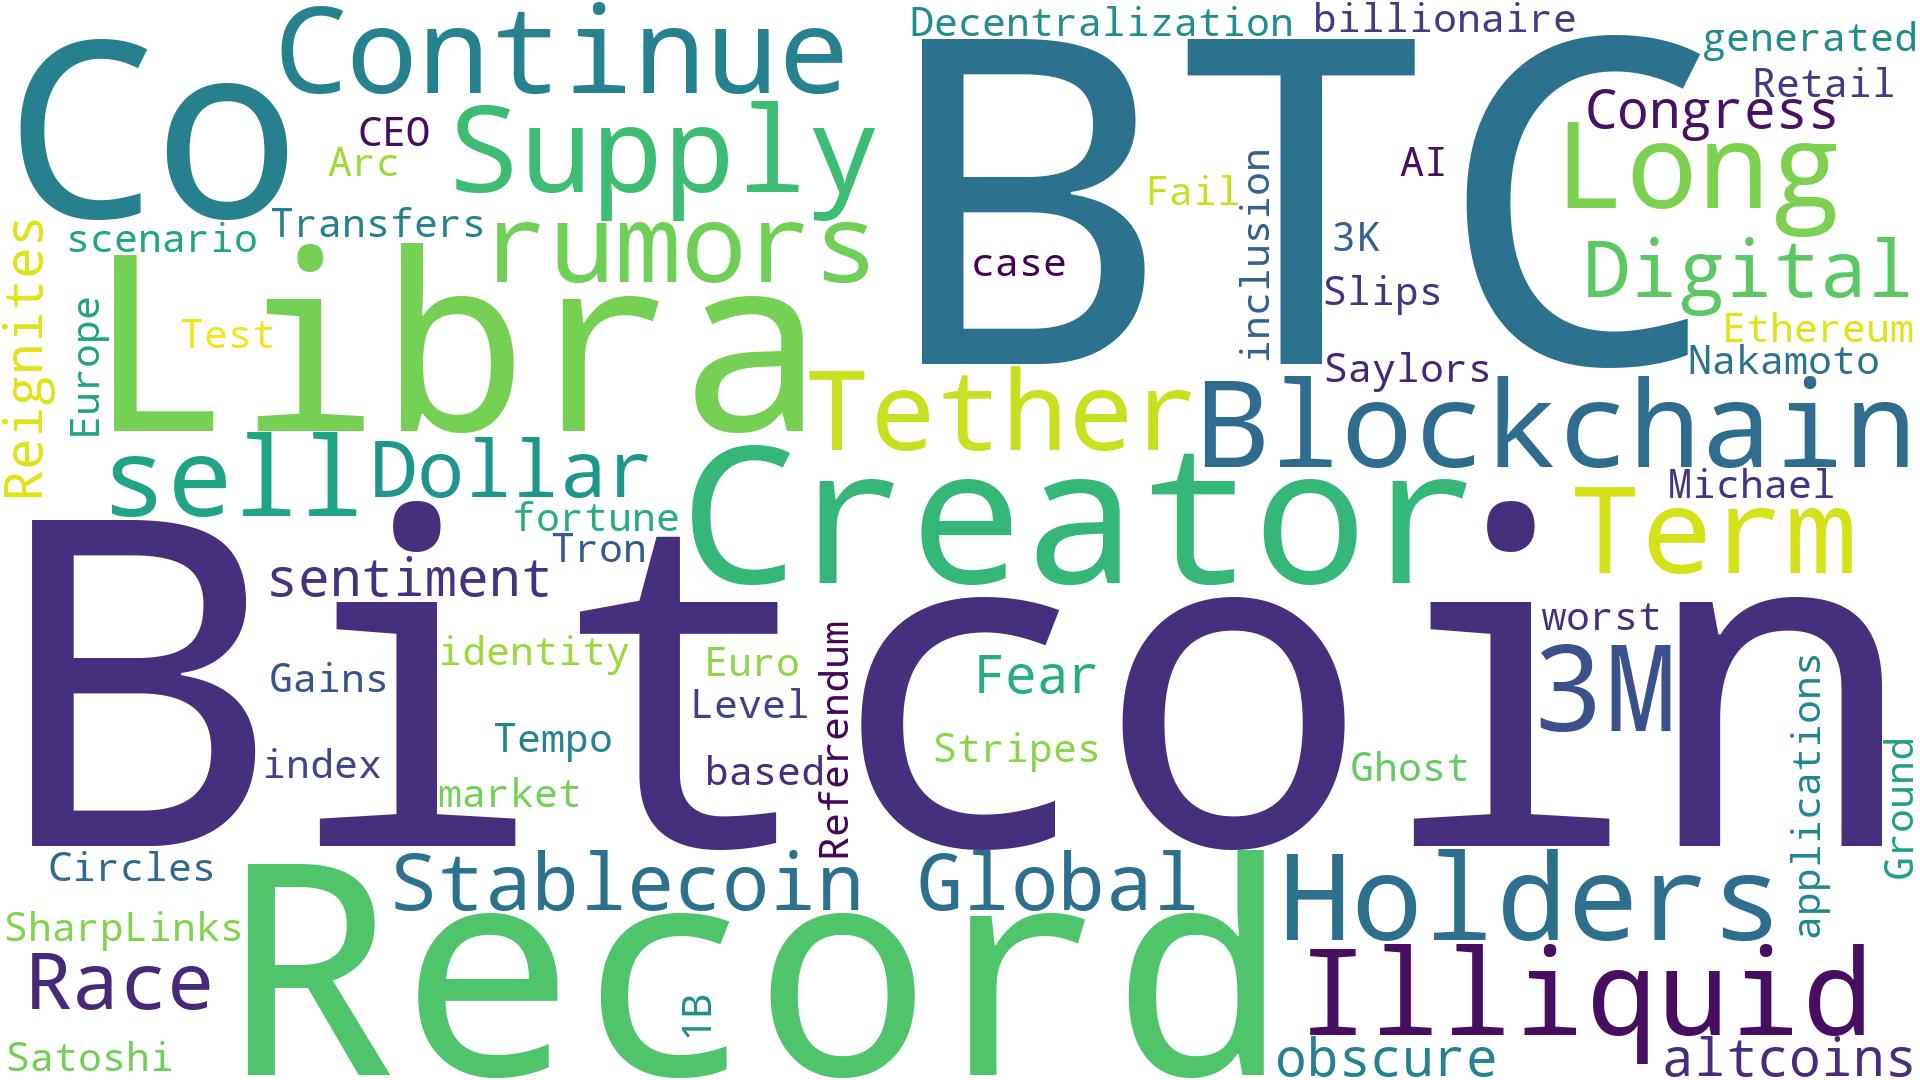 Co
Continue
Decentralization
billionaire
generated
Retail
CEO
Arc
Supply
BTC
AI
Congress
Long
Fail
inclusion
3K
case
Slips
Digital
Reignites
scenario
Transfers
rumors
Europe
Libra
Test
Saylors
Ethereum
Nakamoto
Tether
Blockchain
sell
Dollar
fortune
Tron
Creator
Michael
Term
Bitcoin
sentiment
identity
Euro
Referendum
Fear
worst
3M
Gains
Level
index
Tempo
market
based
Stripes
Ghost
applications
Ground
Circles
Stablecoin
Global
Holders
SharpLinks
Race
Record
1B
Illiquid
Satoshi
obscure
altcoins